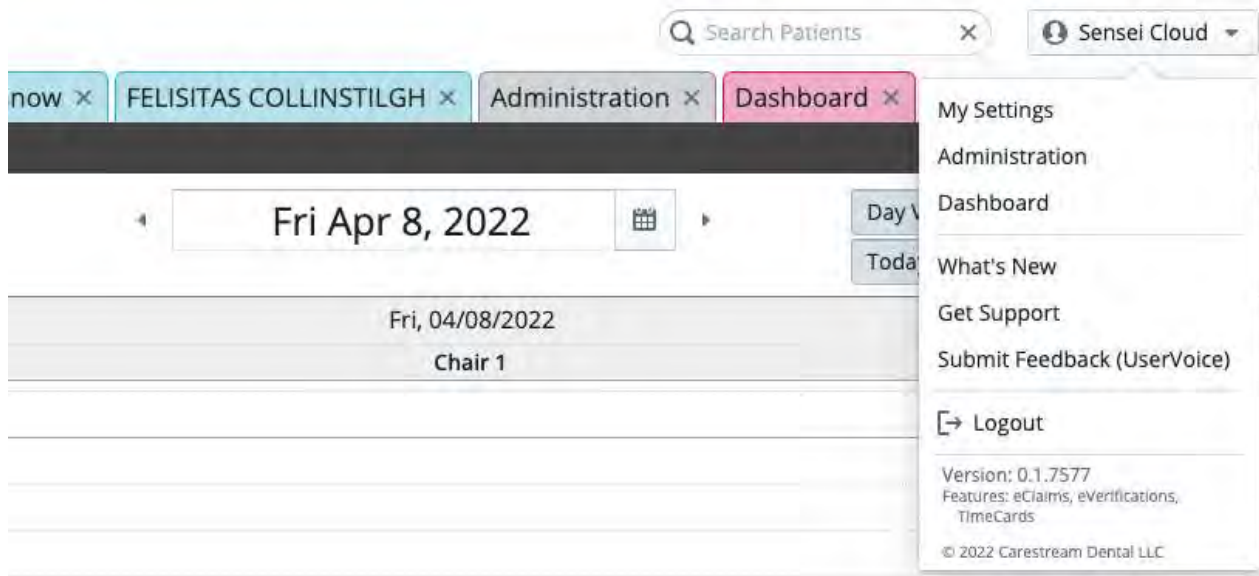 Search Patients
Sensei Cloud
now
FELISITAS COLLINSTILGH
Administration
Dashboard
Fri Apr 8, 2022
Day V
Today
Fri, 04/08/2022
Chair 1
My Settings
Administration
Dashboard
What's New
Get Support
Submit Feedback (UserVoice)
Logout
Version: 0.1.7577
Features: eClaims, eVerifications,
TimeCards
© 2022 Carestream Dental LLC